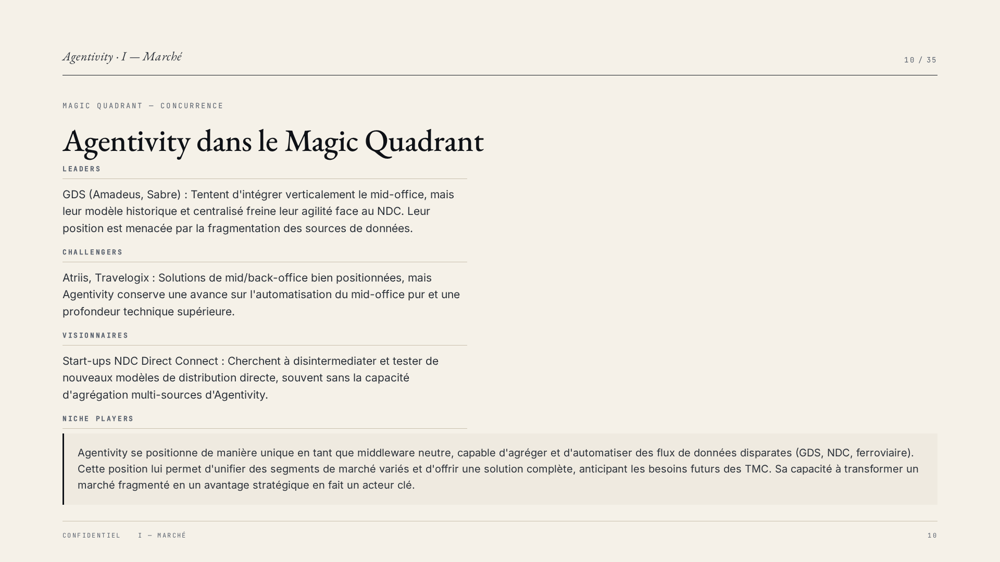 Agentivity · I — Marché
10 / 35
MAGIC QUADRANT — CONCURRENCE
Agentivity dans le Magic Quadrant
LEADERS
GDS (Amadeus, Sabre) : Tentent d'intégrer verticalement le mid-office, mais
leur modèle historique et centralisé freine leur agilité face au NDC. Leur
position est menacée par la fragmentation des sources de données.
CHALLENGERS
Atriis, Travelogix : Solutions de mid/back-office bien positionnées, mais
Agentivity conserve une avance sur l'automatisation du mid-office pur et une
profondeur technique supérieure.
VISIONNAIRES
Start-ups NDC Direct Connect : Cherchent à disintermediater et tester de
nouveaux modèles de distribution directe, souvent sans la capacité
d'agrégation multi-sources d'Agentivity.
NICHE PLAYERS
Agentivity se positionne de manière unique en tant que middleware neutre, capable d'agréger et d'automatiser des flux de données disparates (GDS, NDC, ferroviaire).
Cette position lui permet d'unifier des segments de marché variés et d'offrir une solution complète, anticipant les besoins futurs des TMC. Sa capacité à transformer un
marché fragmenté en un avantage stratégique en fait un acteur clé.
CONFIDENTIEL I — MARCHÉ
10